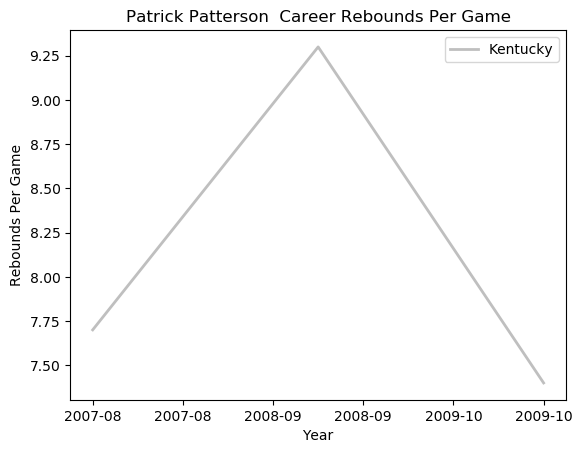 Patrick Patterson  Career Rebounds Per Game
Kentucky
9.25
9.00
8.75
8.50
8.25
8.00
7.75
7.50
Rebounds Per Game
2007-08 2007-08 2008-09 2008-09 2009-10 2009-10
Year